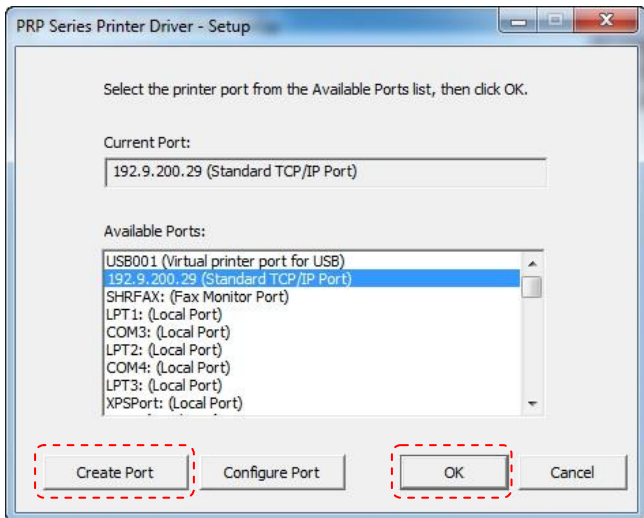 PRP Series Printer Driver - Setup
Select the printer port from the Available Ports list, then click OK.
Current Port:
192.9.200.29 (Standard TCP/IP Port)
Available Ports:
USB001 (Virtual printer port for USB)
192.9.200.29 (Standard TCP/IP Port)
SHRFAX: (Fax Monitor Port)
LPT1: (Local Port)
COM3: (Local Port)
LPT2: (Local Port)
COM4: (Local Port)
LPT3: (Local Port)
XPSPort: (Local Port)
Create Port Configure Port OK Cancel